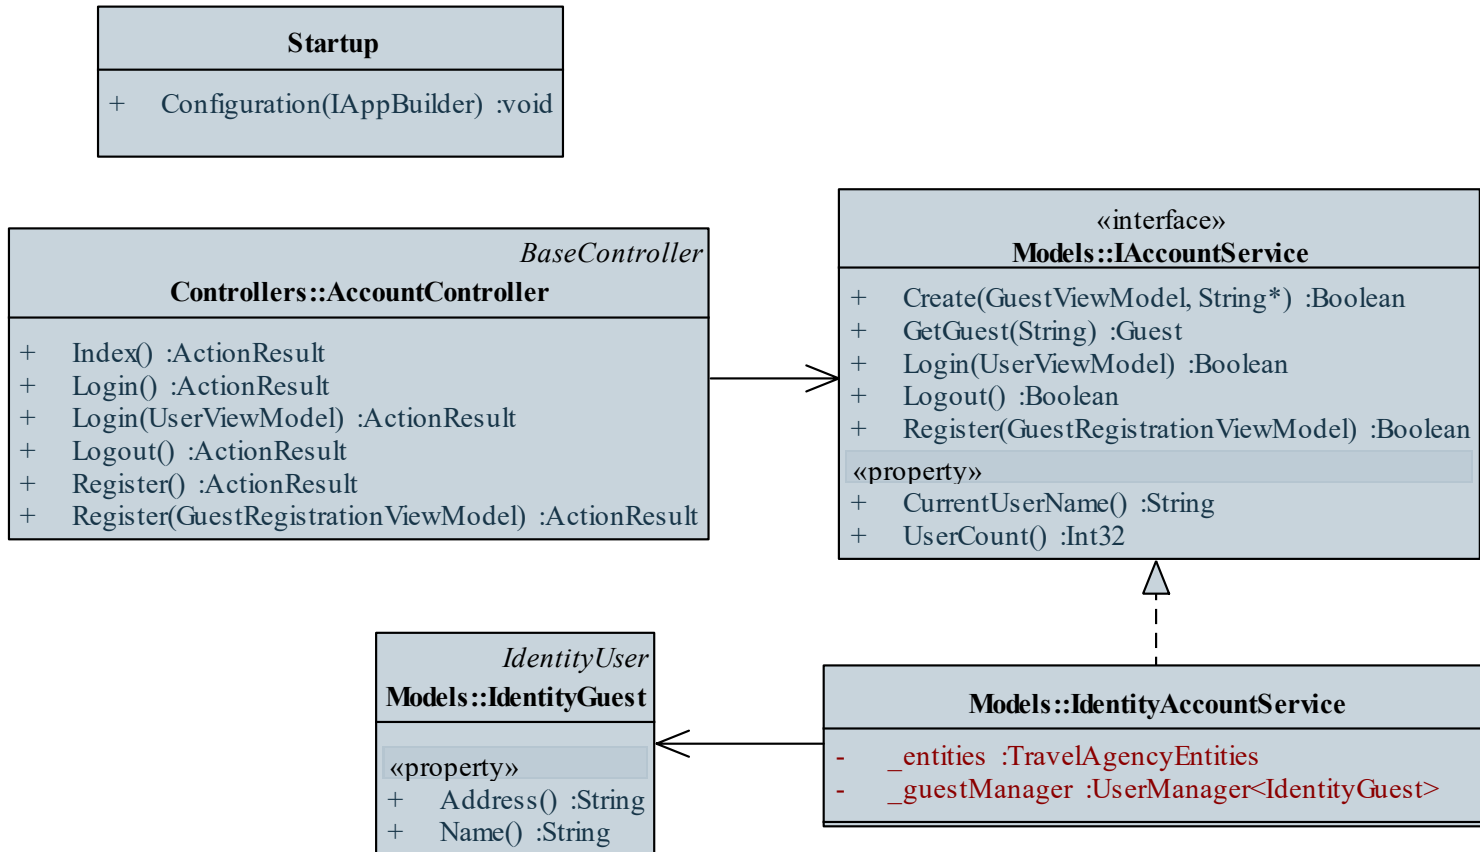 Startup
+ Configuration(IAppBuilder) :void
BaseController
Controllers::AccountController
+ Index() :ActionResult
+ Login() :ActionResult
+ Login(UserViewModel) :ActionResult
+ Logout() :ActionResult
+ Register() :ActionResult
+ Register(GuestRegistrationViewModel) :ActionResult
«interface»
Models::IAccountService
+ Create(GuestViewModel, String*) :Boolean
+ GetGuest(String) :Guest
+ Login(UserViewModel) :Boolean
+ Logout() :Boolean
+ Register(GuestRegistrationViewModel) :Boolean
«property»
+ CurrentUserName() :String
+ UserCount() :Int32
IdentityUser
Models::IdentityGuest
«property»
+ Address() :String
+ Name() :String
Models::IdentityAccountService
- _entities :TravelAgencyEntities
- _guestManager :UserManager<IdentityGuest>